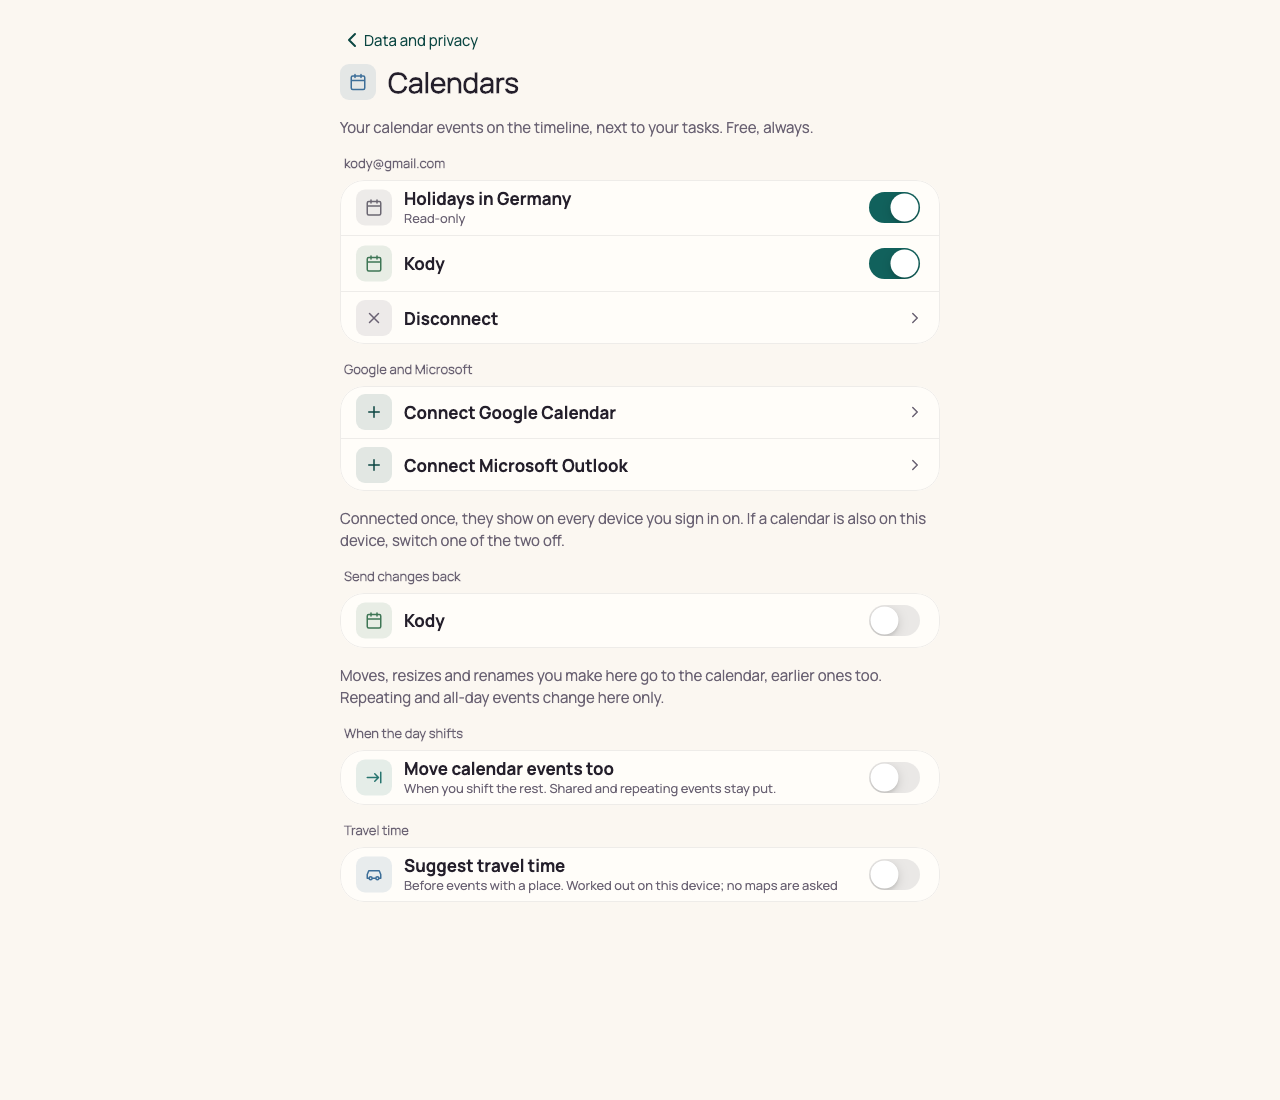 Data and privacy
Calendars
Your calendar events on the timeline, next to your tasks. Free, always.
kody@gmail.com
Holidays in Germany
Read-only
Kody
Disconnect
Google and Microsoft
Connect Google Calendar
Connect Microsoft Outlook
Connected once, they show on every device you sign in on. If a calendar is also on this
device, switch one of the two off.
Send changes back
Kody
Moves, resizes and renames you make here go to the calendar, earlier ones too.
Repeating and all-day events change here only.
When the day shifts
Move calendar events too
When you shift the rest. Shared and repeating events stay put.
Travel time
Suggest travel time
Before events with a place. Worked out on this device; no maps are asked